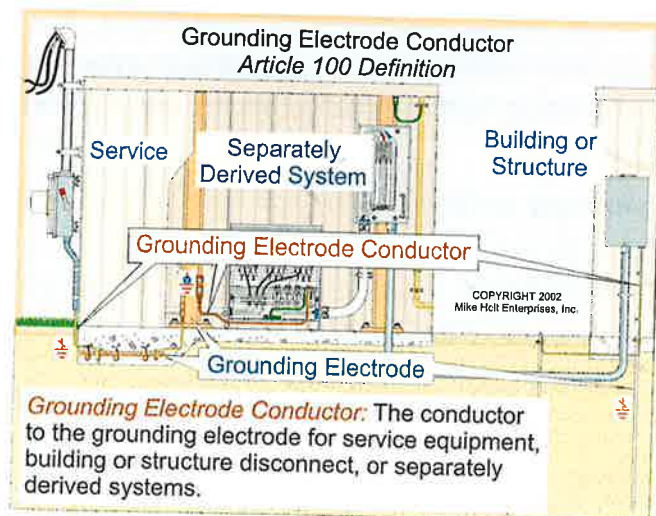 Grounding Electrode Conductor
Article 100 Definition
Service
Separately
Derived System
Building or
Structure
Grounding Electrode Conductor
COPYRIGHT 2002
Mike Holt Enterprises, Inc.
Grounding Electrode
Grounding Electrode Conductor: The conductor
to the grounding electrode for service equipment,
building or structure disconnect, or separately
derived systems.